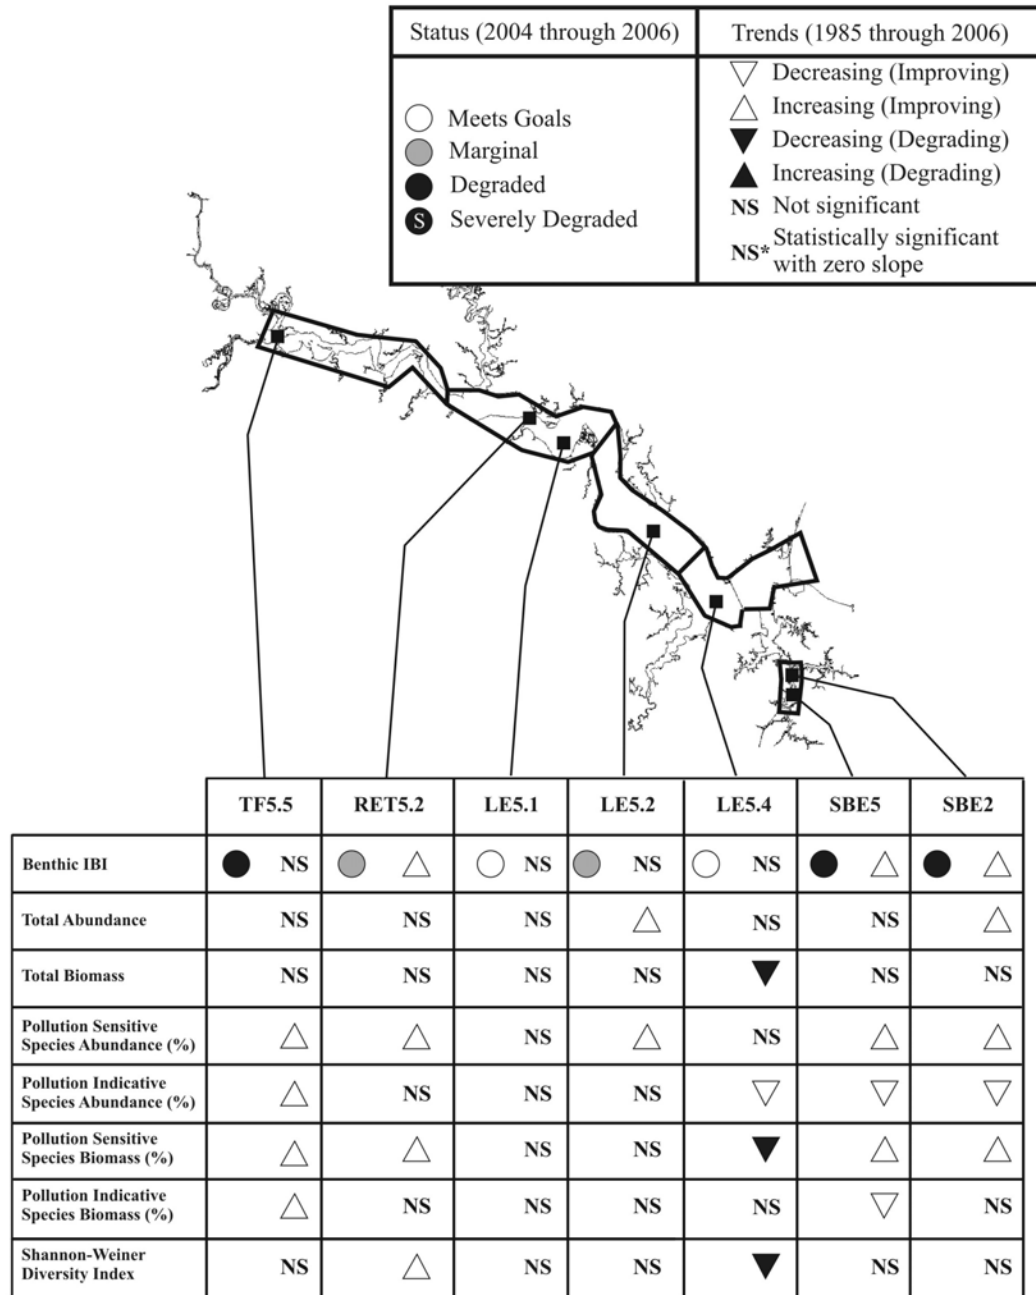 Status (2004 through 2006)
Trends (1985 through 2006)
Meets Goals
Marginal
Degraded
S Severely Degraded
Decreasing (Improving)
Increasing (Improving)
Decreasing (Degrading)
Increasing (Degrading)
NS Not significant
NS* Statistically significant
with zero slope
TF5.5 RET5.2 LE5.1 LE5.2 LE5.4 SBE5 SBE2
Benthic IBI NS NS NS NS
Total Abundance NS NS NS NS NS
Total Biomass NS NS NS NS NS NS
Pollution Sensitive
Species Abundance (%) NS NS
Pollution Indicative
Species Abundance (%) NS NS NS
Pollution Sensitive
Species Biomass (%) NS NS
Pollution Indicative
Species Biomass (%) NS NS NS NS NS
Shannon-Weiner
Diversity Index NS NS NS NS NS